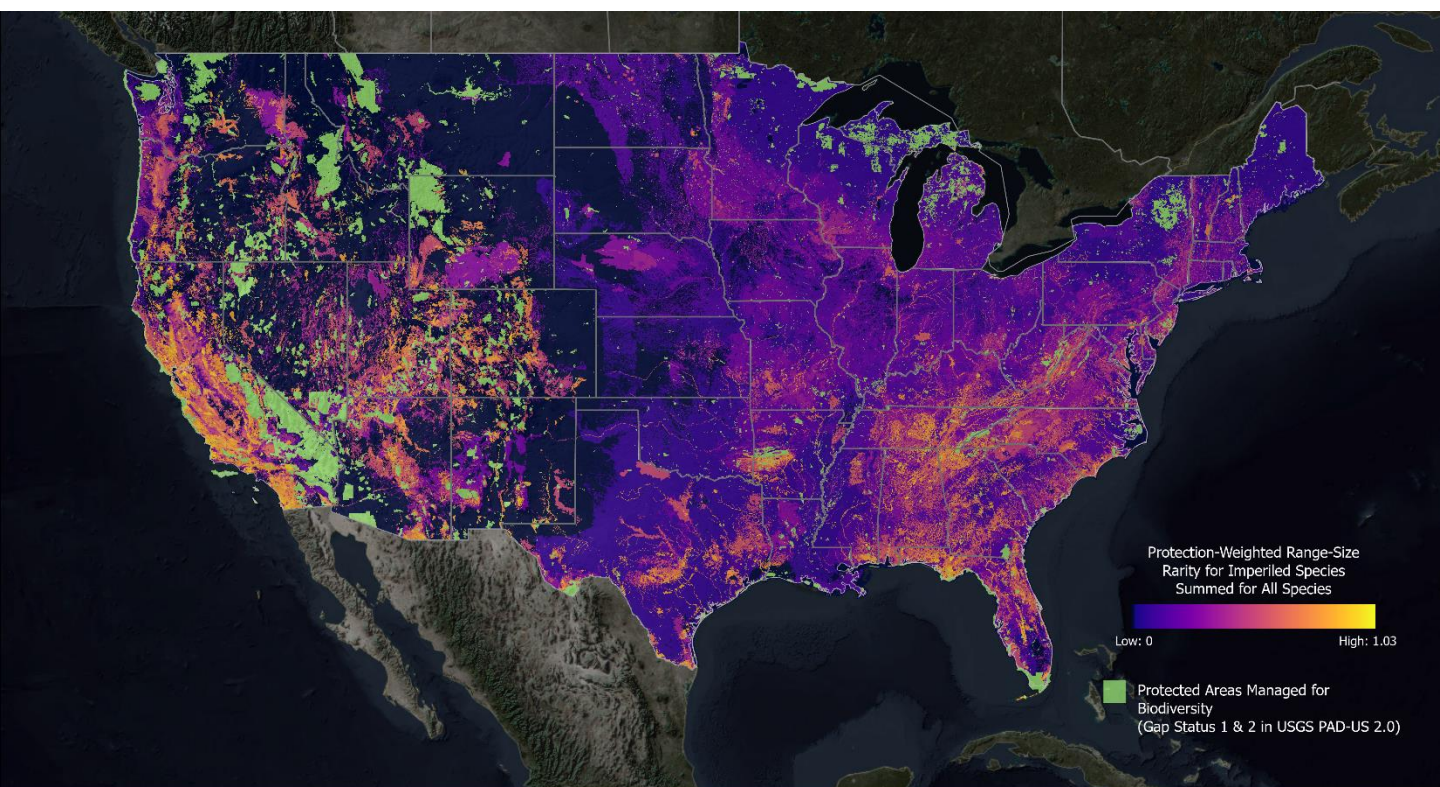 Protection-Weighted Range-Size
Rarity for Imperiled Species
Summed for All Species
Low: 0
High: 1.03
Protected Areas Managed for
Biodiversity
(Gap Status 1 & 2 in USGS PAD-US 2.0)